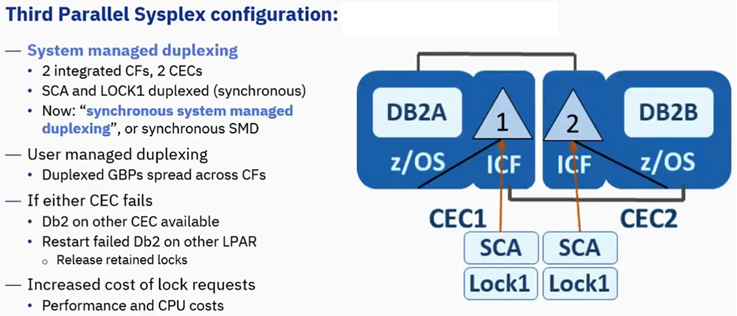 Third Parallel Sysplex configuration:
— System managed duplexing
• 2 integrated CFs, 2 CECs
• SCA and LOCK1 duplexed (synchronous)
• Now: “synchronous system managed
duplexing”, or synchronous SMD
— User managed duplexing
• Duplexed GBPs spread across CFs
— If either CEC fails
• Db2 on other CEC available
• Restart failed Db2 on other LPAR
o Release retained locks
— Increased cost of lock requests
• Performance and CPU costs
DB2A 1 2 DB2B
z/OS ICF ICF z/OS
CEC1 CEC2
SCA SCA
Lock1 Lock1